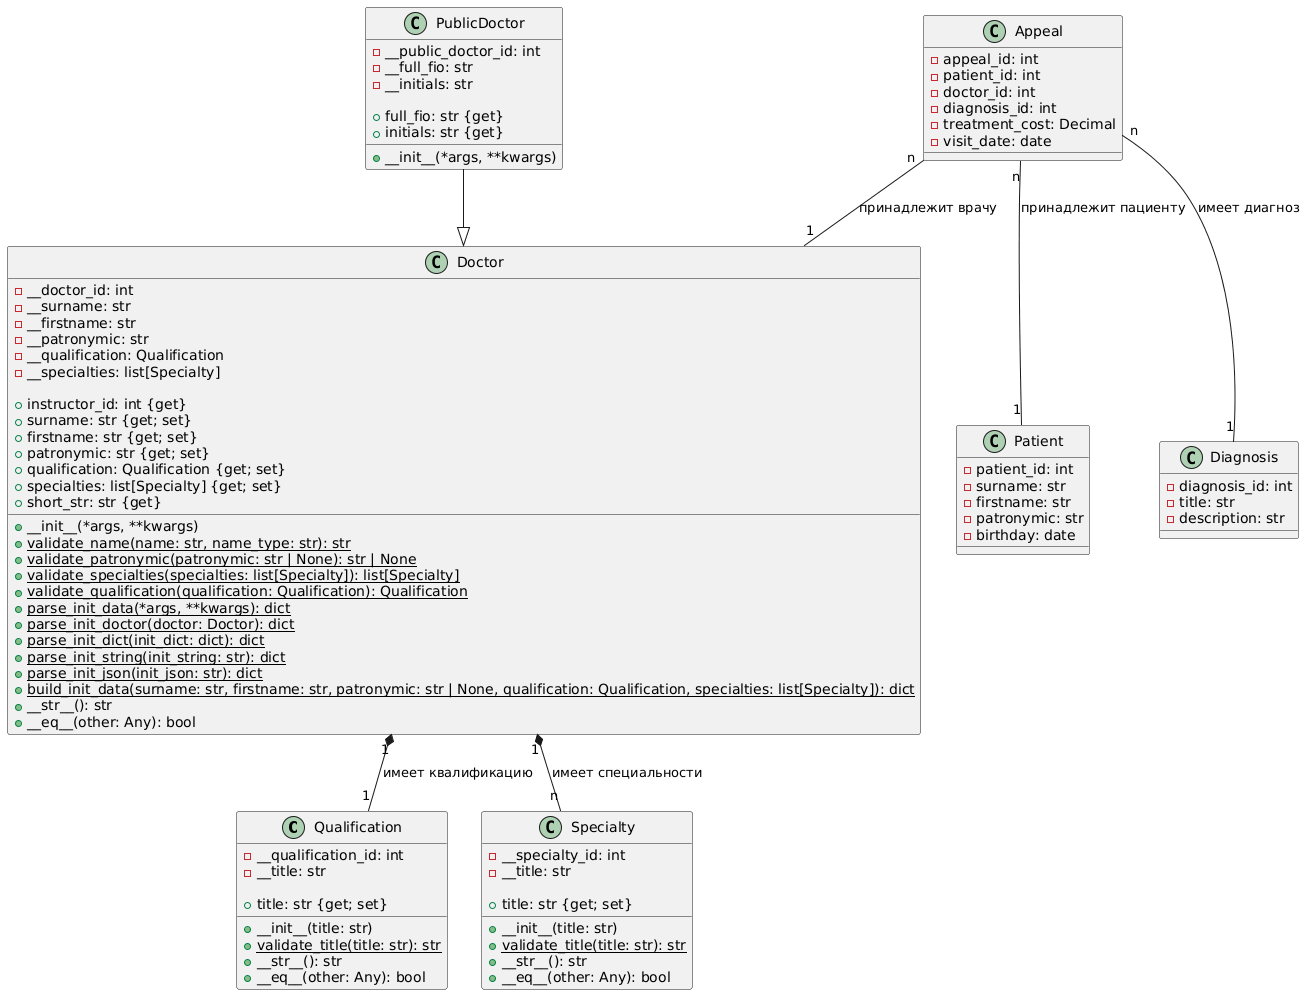 PublicDoctor
__public_doctor_id: int
__full_fio: str
__initials: str
full_fio: str {get}
initials: str {get}
__init__(*args, **kwargs)
Appeal
appeal_id: int
patient_id: int
doctor_id: int
diagnosis_id: int
treatment_cost: Decimal
visit_date: date
n
n
n
принадлежит врачу
принадлежит пациенту
имеет диагноз
1
1
1
Doctor
__doctor_id: int
__surname: str
__firstname: str
__patronymic: str
__qualification: Qualification
__specialties: list[Specialty]
instructor_id: int {get}
surname: str {get; set}
firstname: str {get; set}
patronymic: str {get; set}
qualification: Qualification {get; set}
specialties: list[Specialty] {get; set}
short_str: str {get}
__init__(*args, **kwargs)
validate_name(name: str, name_type: str): str
validate_patronymic(patronymic: str | None): str | None
validate_specialties(specialties: list[Specialty]): list[Specialty]
validate_qualification(qualification: Qualification): Qualification
parse_init_data(*args, **kwargs): dict
parse_init_doctor(doctor: Doctor): dict
parse_init_dict(init_dict: dict): dict
parse_init_string(init_string: str): dict
parse_init_json(init_json: str): dict
build_init_data(surname: str, firstname: str, patronymic: str | None, qualification: Qualification, specialties: list[Specialty]): dict
__str__(): str
__eq__(other: Any): bool
Patient
patient_id: int
surname: str
firstname: str
patronymic: str
birthday: date
Diagnosis
diagnosis_id: int
title: str
description: str
1
1
имеет квалификацию
имеет специальности
1
n
Qualification
__qualification_id: int
__title: str
title: str {get; set}
__init__(title: str)
validate_title(title: str): str
__str__(): str
__eq__(other: Any): bool
Specialty
__specialty_id: int
__title: str
title: str {get; set}
__init__(title: str)
validate_title(title: str): str
__str__(): str
__eq__(other: Any): bool